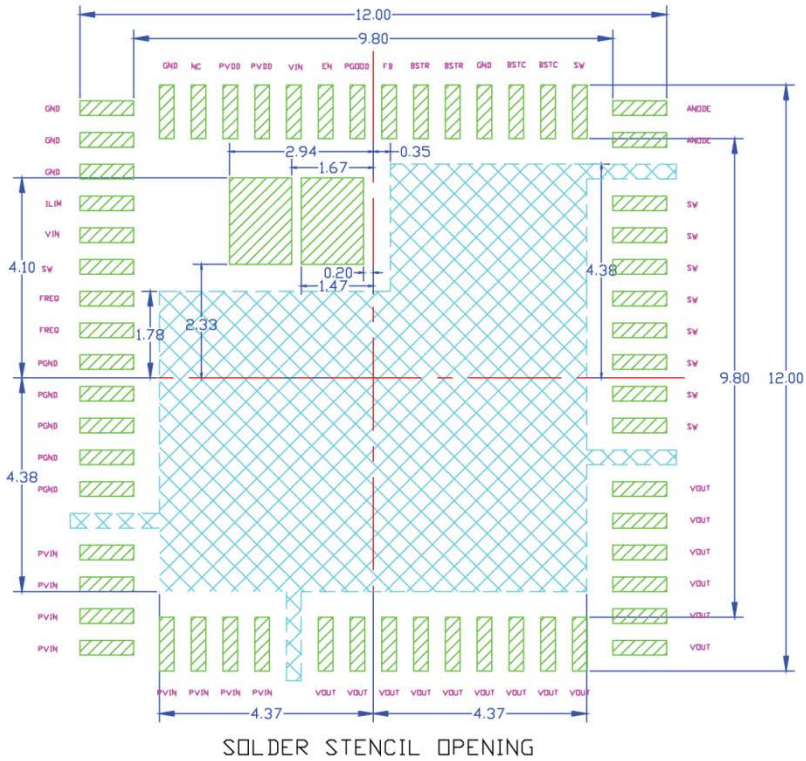 12.00
9.80
GND NC PVDD PVDD VIN EN PGOOD FB BSTR BSTR GND BSTC BSTC SW
GND ANODE
GND ANODE
2.94 0.35
GND 1.67
ILIM SW
VIN SW
4.10 SW 0.20 4.38 SW
1.47
FREQ SW
FREQ 1.78 2.33 SW
PGND SW
9.80 12.00
PGND SW
PGND SW
PGND
4.38 PGND VOUT
VOUT
PVIN VOUT
PVIN VOUT
PVIN VOUT
PVIN VOUT
PVIN PVIN PVIN PVIN VOUT VOUT VOUT VOUT VOUT VOUT VOUT VOUT VOUT
4.37 4.37
SOLDER STENCIL OPENING